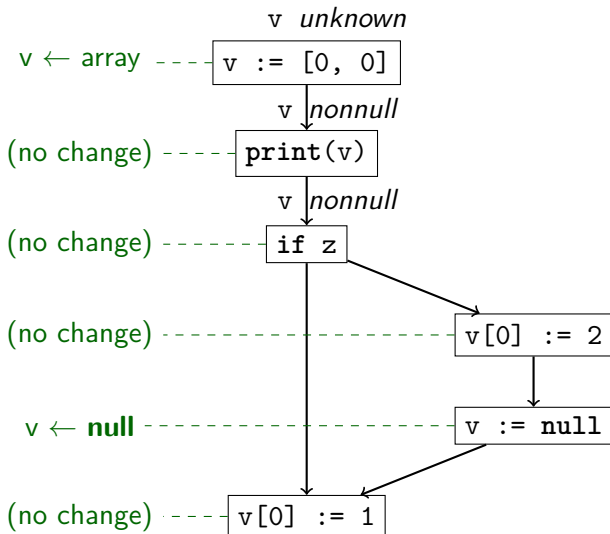 v unknown
v ← array
v := [0, 0]
v nonnull
(no change)
print(v)
v nonnull
(no change)
if z
(no change)
v[0] := 2
v ← null
v := null
(no change)
v[0] := 1